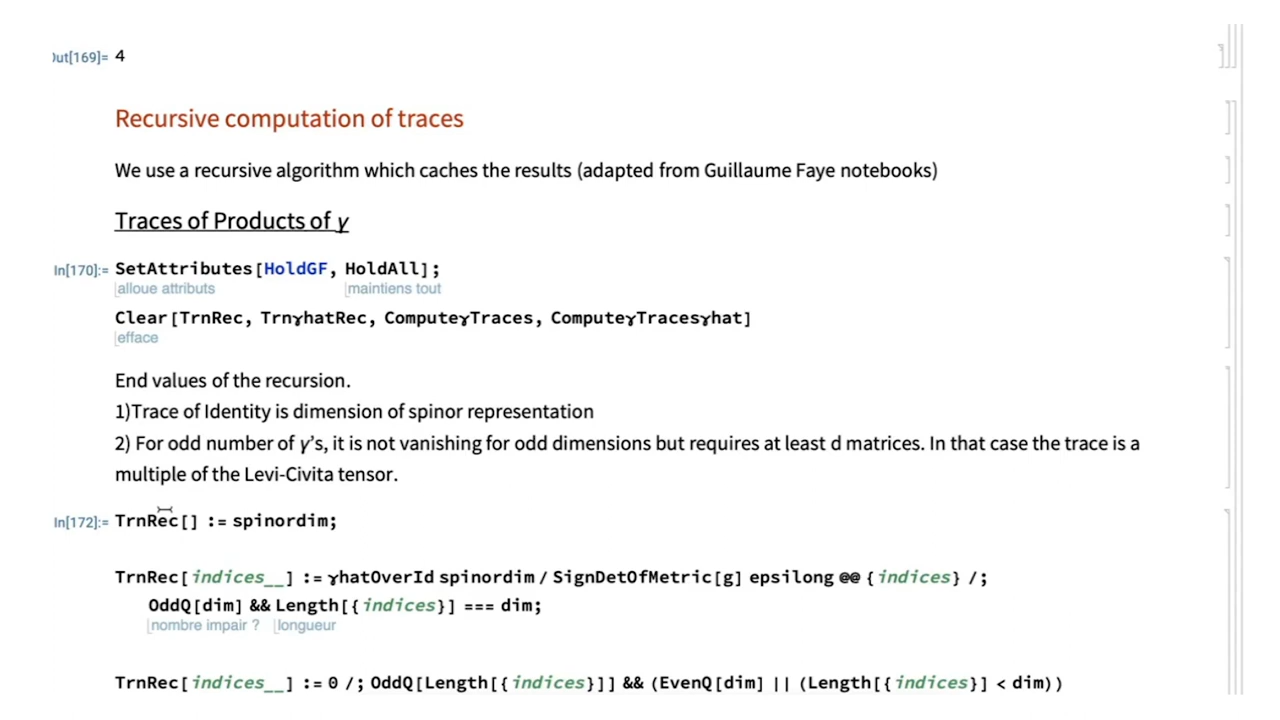 Out[169]= 4
Recursive computation of traces
We use a recursive algorithm which caches the results (adapted from Guillaume Faye notebooks)
Traces of Products of γ
In[170]:= SetAttributes[HoldGF, HoldAll];
alloue attributs maintiens tout
Clear[TrnRec, TrnɣhatRec, ComputeɣTraces, ComputeɣTracesɣhat]
efface
End values of the recursion.
1)Trace of Identity is dimension of spinor representation
2) For odd number of γ's, it is not vanishing for odd dimensions but requires at least d matrices. In that case the trace is a
multiple of the Levi-Civita tensor.
In[172]:= TrnRec[] := spinordim;
TrnRec[indices__] := ɣhatOverId spinordim / SignDetOfMetric[g] epsilong @@ {indices} /;
OddQ[dim] && Length[{indices}] === dim;
nombre impair ? longueur
TrnRec[indices__] := 0 /; OddQ[Length[{indices}]] && (EvenQ[dim] || (Length[{indices}] < dim))